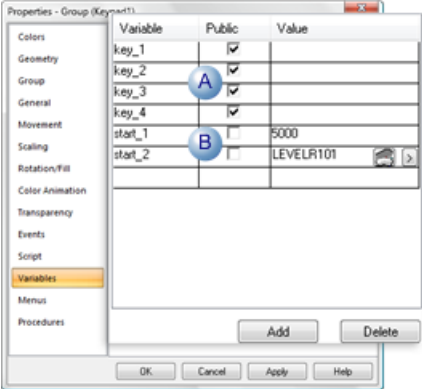 Properties - Group (Keypad1)
Colors
Geometry
Group
General
Movement
Scaling
Rotation/Fill
Color Animation
Transparency
Events
Script
Variables
Menus
Procedures
Variable Public Value
key_1
key_2
key_3
key_4
start_1 5000
start_2 LEVELR101 >
A
B
Add Delete
OK Cancel Apply Help